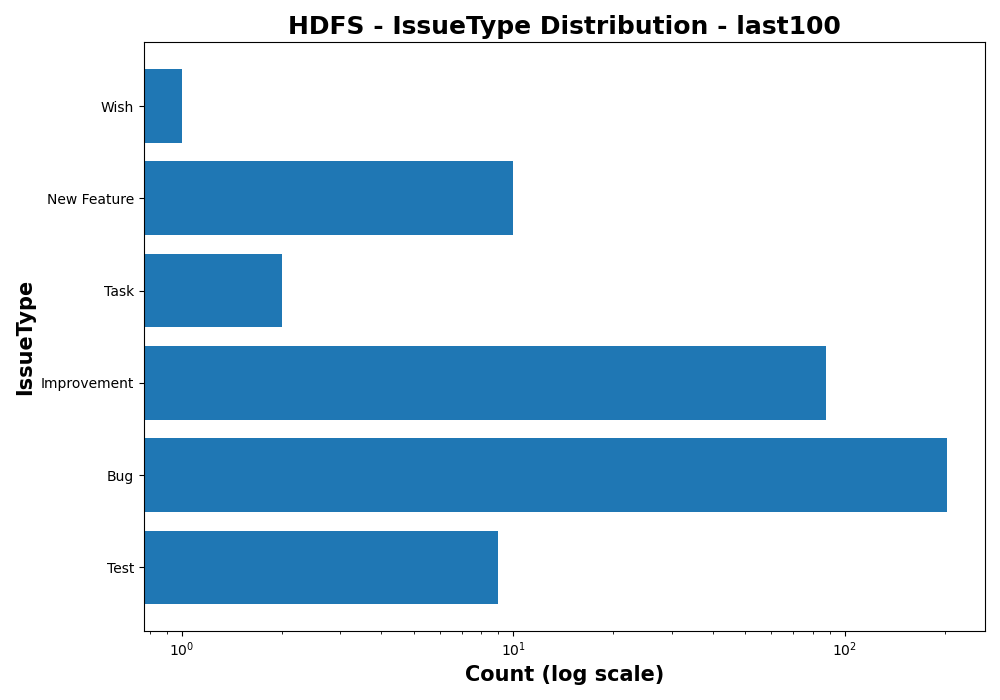 HDFS - IssueType Distribution - last100
IssueType
Wish
New Feature
Task
Improvement
Bug
Test
10⁰ 10¹ 10²
Count (log scale)